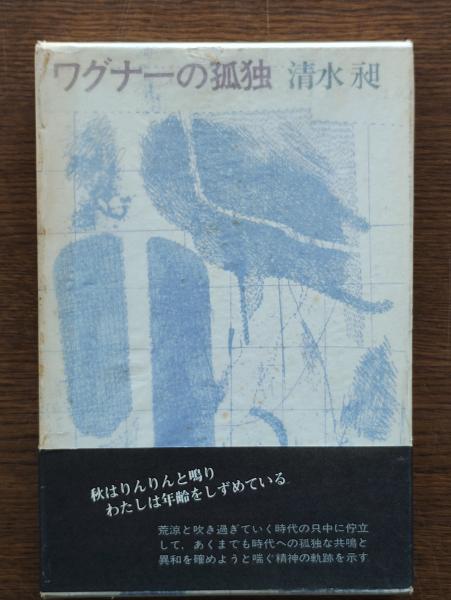 ワグナーの孤独 清水 昶
秋はりんりんと鳴り
わたしは年齢をしずめている
荒涼と吹き過ぎていく時代の只中に佇立
して、あくまでも時代への孤独な共鳴と
異和を確めようと喘ぐ精神の軌跡を示す